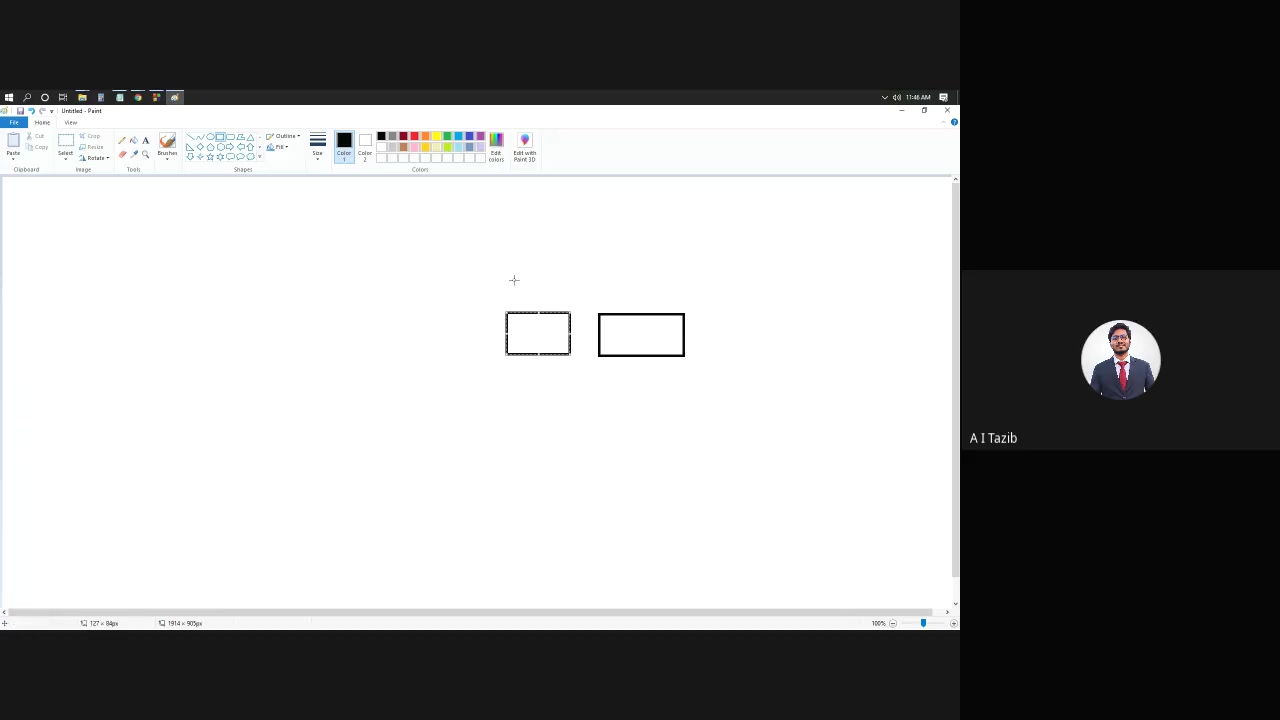 11:46 AM
Untitled - Paint
File
Home
View
Paste
Cut
Copy
Clipboard
Select
Crop
Resize
Rotate
Image
Tools
Brushes
Outline
Fill
Shapes
Size
Color 1
Color 2
Colors
Edit colors
Edit with Paint 3D
A I Tazib
127 × 84px
1914 × 905px
100%